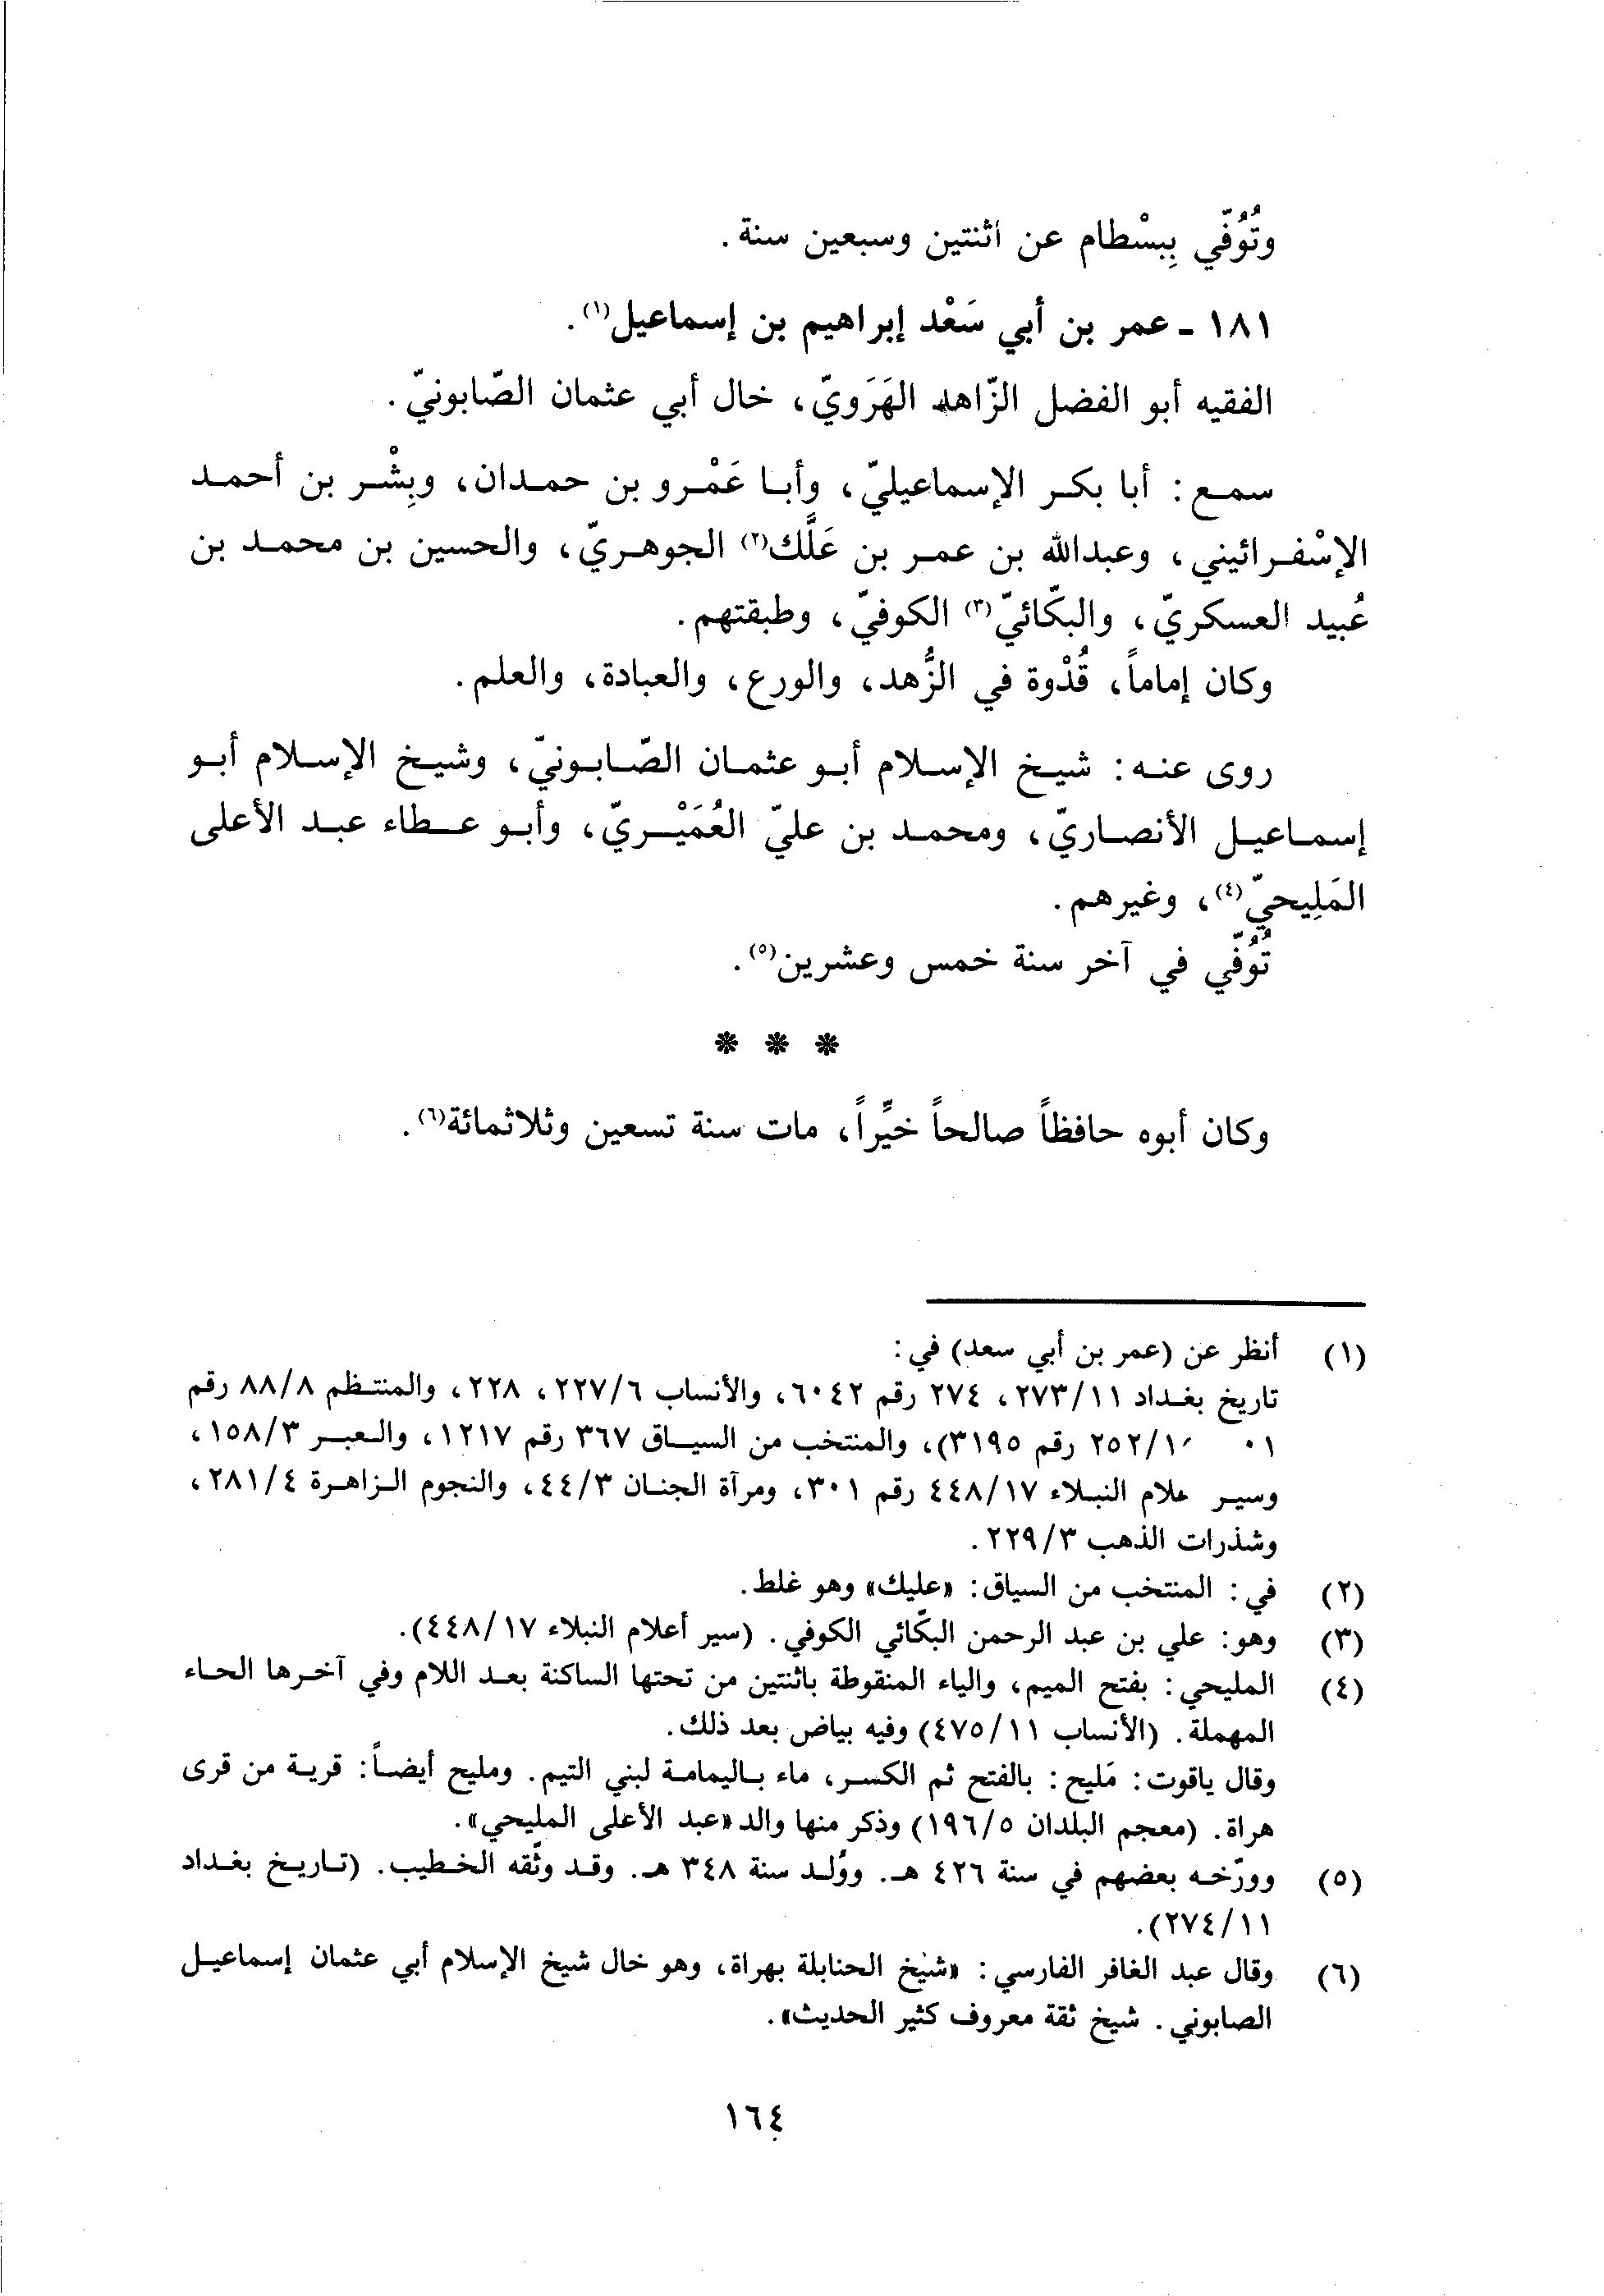 وتُوُفّي بِبسْطام عن اثنتين وسبعين سنة.
١٨١ ـ عمر بن أبي سَعْد إبراهيم بن إسماعيل(١).
الفقيه أبو الفضل الزّاهد الهَرَويّ، خال أبي عثمان الصّابونيّ.
سمع: أبا بكر الإسماعيليّ، وأبا عَمْرو بن حمدان، وبِشْر بن أحمد
الإسْفرائيني، وعبدالله بن عمر بن عَلَّك(٢) الجوهريّ، والحسين بن محمد بن
عُبيد العسكريّ، والبكّائيّ(٣) الكوفيّ، وطبقتهم.
وكان إماماً، قُدْوة في الزُّهد، والورع، والعبادة، والعلم.
روى عنه: شيخ الإسلام أبو عثمان الصّابونيّ، وشيخ الإسلام أبو
إسماعيل الأنصاريّ، ومحمد بن عليّ العُمَيْريّ، وأبو عطاء عبد الأعلى
المَلِيحيّ(٤)، وغيرهم.
تُوُفّي في آخر سنة خمس وعشرين(٥).
* * *
وكان أبوه حافظاً صالحاً خيِّراً، مات سنة تسعين وثلاثمائة(٦).
(١) أنظر عن (عمر بن أبي سعد) في:
تاريخ بغداد ٢٧٣/١١، ٢٧٤ رقم ٦٠٤٢، والأنساب ٢٢٧/٦، ٢٢٨، والمنتظم ٨٨/٨ رقم
٠١ ٢٥٢/١ رقم ٣١٩٥)، والمنتخب من السياق ٣٦٧ رقم ١٢١٧، والعبر ١٥٨/٣،
وسير علام النبلاء ٤٤٨/١٧ رقم ٣٠١، ومرآة الجنان ٤٤/٣، والنجوم الزاهرة ٢٨١/٤،
وشذرات الذهب ٢٢٩/٣.
(٢) في: المنتخب من السياق: «عليك» وهو غلط.
(٣) وهو: علي بن عبد الرحمن البكّائي الكوفي. (سير أعلام النبلاء ٤٤٨/١٧).
(٤) المليحي: بفتح الميم، والياء المنقوطة باثنتين من تحتها الساكنة بعد اللام وفي آخرها الحاء
المهملة. (الأنساب ٤٧٥/١١) وفيه بياض بعد ذلك.
وقال ياقوت: مَليح: بالفتح ثم الكسر، ماء باليمامة لبني التيم. ومليح أيضاً: قرية من قرى
هراة. (معجم البلدان ١٩٦/٥) وذكر منها والد «عبد الأعلى المليحي».
(٥) وورّخه بعضهم في سنة ٤٢٦ هـ. ووُلد سنة ٣٤٨ هـ. وقد وثّقه الخطيب. (تاريخ بغداد
٢٧٤/١١).
(٦) وقال عبد الغافر الفارسي: «شيخ الحنابلة بهراة، وهو خال شيخ الإسلام أبي عثمان إسماعيل
الصابوني. شيخ ثقة معروف كثير الحديث».
١٦٤